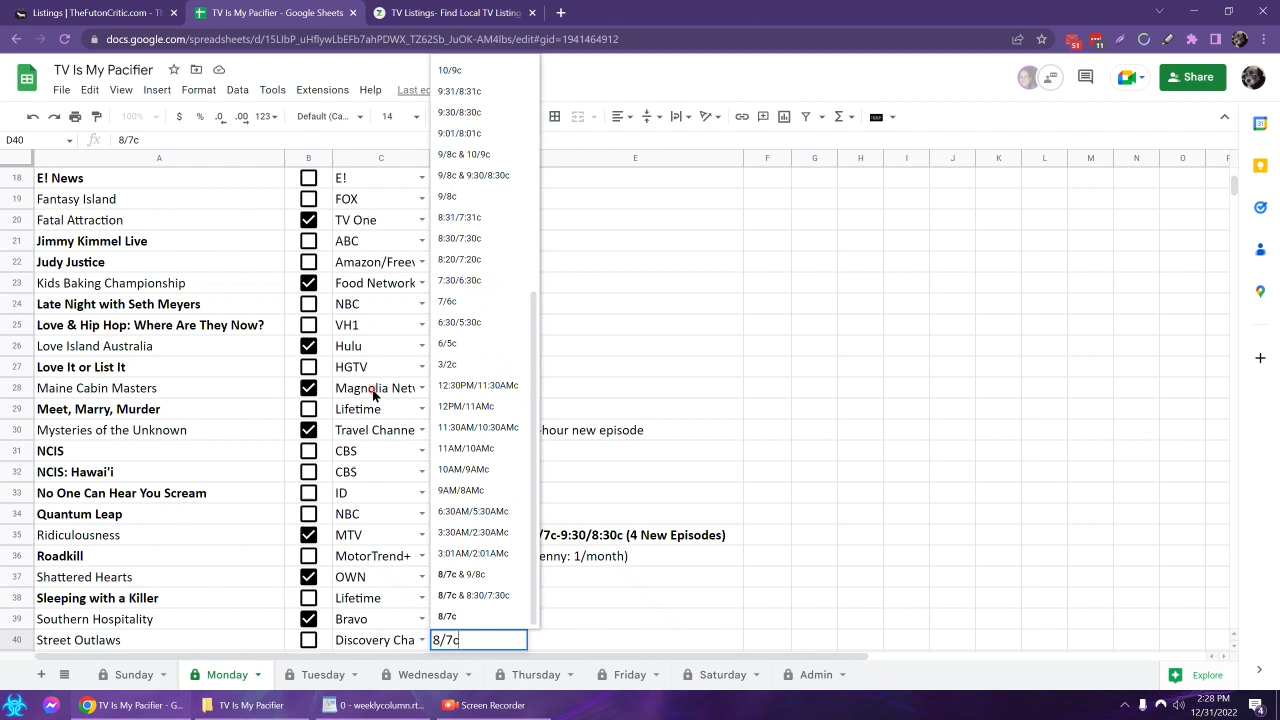 Listings | TheFutonCritic.com - T
TV Is My Pacifier - Google Sheets
TV Listings- Find Local TV Listing
docs.google.com/spreadsheets/d/15LIbP_uHfIywLbEFb7ahPDWX_TZ62Sb_JuOK-AM4Ibs/edit#gid=1941464912
51
11
TV Is My Pacifier
File Edit View Insert Format Data Tools Extensions Help Last ed
Share
100% $ % .0 .00 123 Default (Ca... 14
D40 fx 8/7c
A B C E F G H I J K L M N O
18 E! News E!
19 Fantasy Island FOX
20 Fatal Attraction TV One
21 Jimmy Kimmel Live ABC
22 Judy Justice Amazon/Freev
23 Kids Baking Championship Food Network
24 Late Night with Seth Meyers NBC
25 Love & Hip Hop: Where Are They Now? VH1
26 Love Island Australia Hulu
27 Love It or List It HGTV
28 Maine Cabin Masters Magnolia Netv
29 Meet, Marry, Murder Lifetime
30 Mysteries of the Unknown Travel Channe hour new episode
31 NCIS CBS
32 NCIS: Hawai'i CBS
33 No One Can Hear You Scream ID
34 Quantum Leap NBC
35 Ridiculousness MTV /7c-9:30/8:30c (4 New Episodes)
36 Roadkill MotorTrend+ enny: 1/month)
37 Shattered Hearts OWN
38 Sleeping with a Killer Lifetime
39 Southern Hospitality Bravo
40 Street Outlaws Discovery Cha 8/7c
10/9c
9:31/8:31c
9:30/8:30c
9:01/8:01c
9/8c & 10/9c
9/8c & 9:30/8:30c
9/8c
8:31/7:31c
8:30/7:30c
8:20/7:20c
7:30/6:30c
7/6c
6:30/5:30c
6/5c
3/2c
12:30PM/11:30AMc
12PM/11AMc
11:30AM/10:30AMc
11AM/10AMc
10AM/9AMc
9AM/8AMc
6:30AM/5:30AMc
3:30AM/2:30AMc
3:01AM/2:01AMc
8/7c & 9/8c
8/7c & 8:30/7:30c
8/7c
Sunday Monday Tuesday Wednesday Thursday Friday Saturday Admin
Explore
TV Is My Pacifier - G... TV Is My Pacifier 0 - weeklycolumn.rt... Screen Recorder
2:28 PM
12/31/2022
4